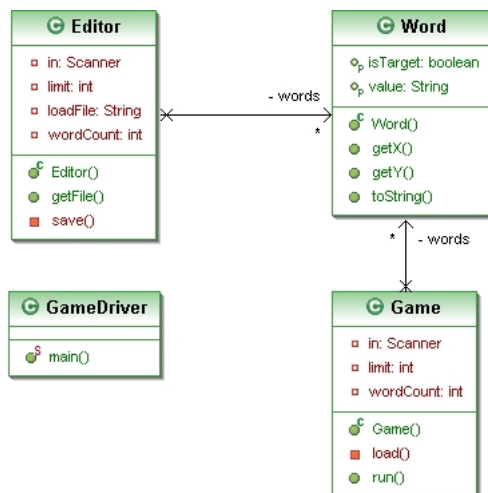 Editor
in: Scanner
limit: int
loadFile: String
wordCount: int
Editor()
getFile()
save()
- words
*
Word
isTarget: boolean
value: String
Word()
getX()
getY()
toString()
* - words
GameDriver
main()
Game
in: Scanner
limit: int
wordCount: int
Game()
load()
run()